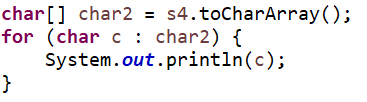 char[] char2 = s4.toCharArray();
for (char c : char2) {
    System.out.println(c);
}